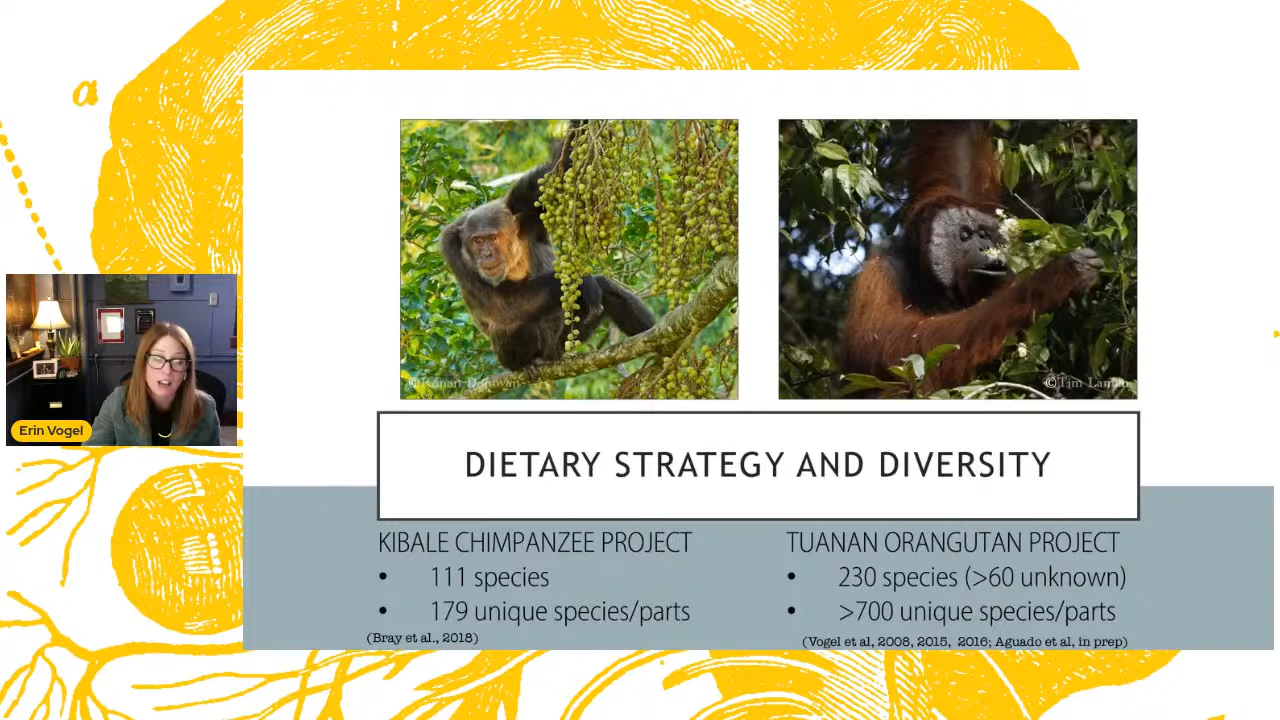 a
©Ronan Donovan
©Tim Laman
Erin Vogel
DIETARY STRATEGY AND DIVERSITY
KIBALE CHIMPANZEE PROJECT
• 111 species
• 179 unique species/parts
(Bray et al., 2018)
TUANAN ORANGUTAN PROJECT
• 230 species (>60 unknown)
• >700 unique species/parts
(Vogel et al, 2008, 2015, 2016; Aguado et al, in prep)